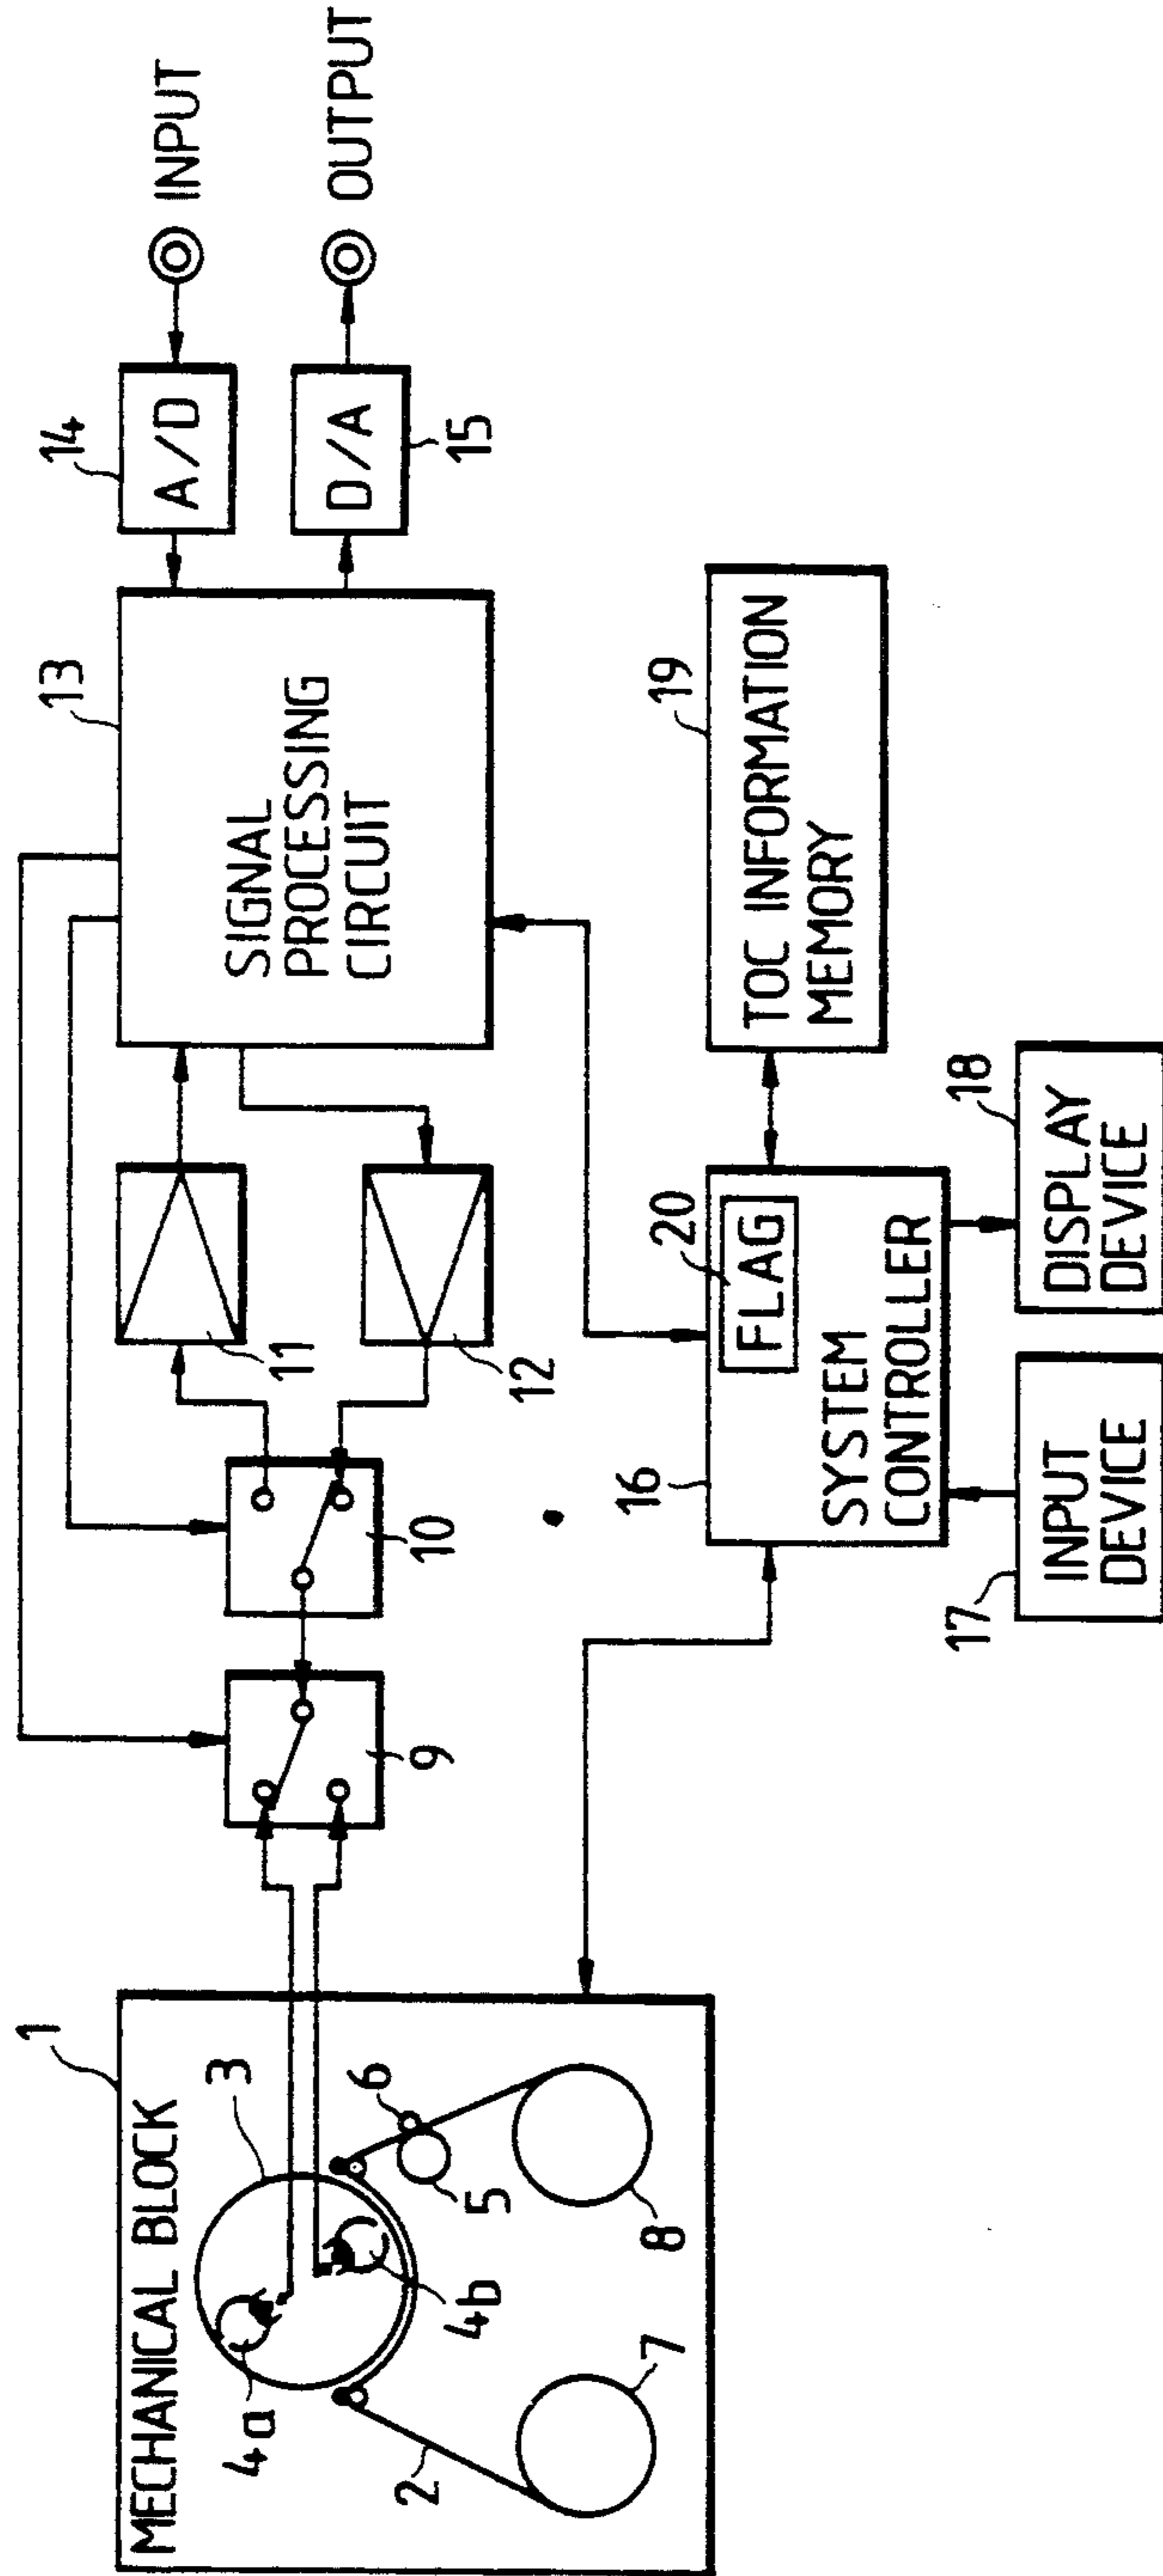 1
MECHANICAL BLOCK
3
4a
4b
2
5
6
7
8
9
10
11
12
13
SIGNAL
PROCESSING
CIRCUIT
14
A/D
INPUT
D/A
15
OUTPUT
16
20
FLAG
SYSTEM
CONTROLLER
19
TOC INFORMATION
MEMORY
17
INPUT
DEVICE
18
DISPLAY
DEVICE